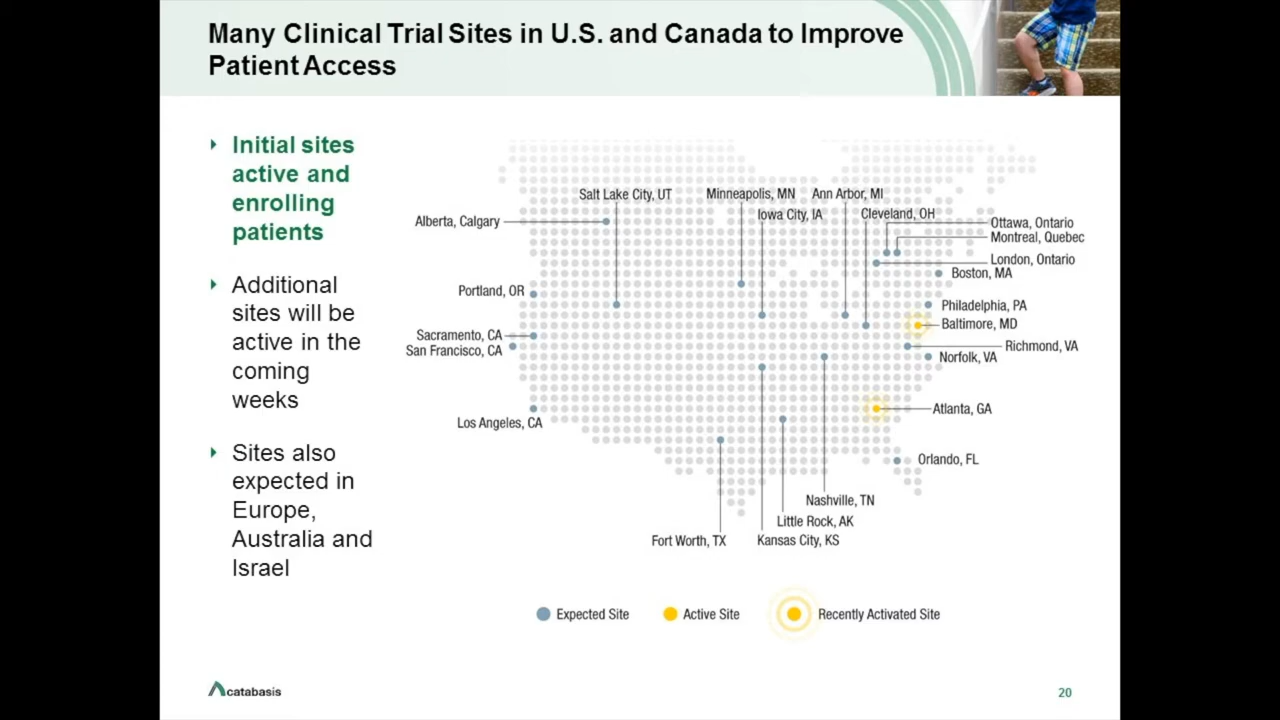 Many Clinical Trial Sites in U.S. and Canada to Improve
Patient Access
Initial sites
active and
enrolling
patients
Additional
sites will be
active in the
coming
weeks
Sites also
expected in
Europe,
Australia and
Israel
Salt Lake City, UT
Minneapolis, MN
Ann Arbor, MI
Iowa City, IA
Cleveland, OH
Alberta, Calgary
Ottawa, Ontario
Montreal, Quebec
London, Ontario
Boston, MA
Portland, OR
Philadelphia, PA
Baltimore, MD
Sacramento, CA
San Francisco, CA
Richmond, VA
Norfolk, VA
Los Angeles, CA
Atlanta, GA
Orlando, FL
Nashville, TN
Little Rock, AK
Fort Worth, TX
Kansas City, KS
Expected Site
Active Site
Recently Activated Site
catabasis
20